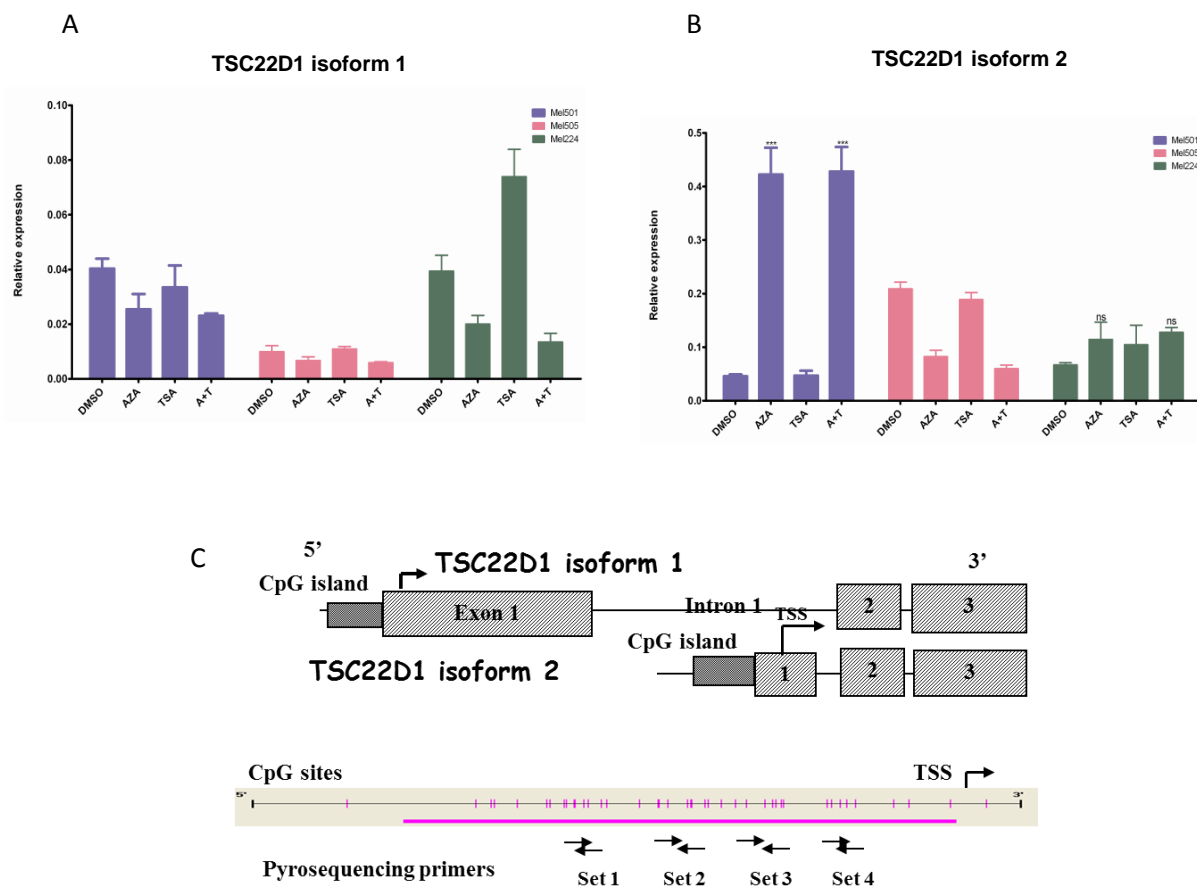 A
TSC22D1 isoform 1
Relative expression
0.10
0.08
0.06
0.04
0.02
0.00
Mel501
Mel505
Mel224
DMSO AZA TSA A+T DMSO AZA TSA A+T DMSO AZA TSA A+T
B
TSC22D1 isoform 2
Relative expression
0.5
0.4
0.3
0.2
0.1
0.0
*** *** ns ns
Mel501
Mel505
Mel224
DMSO AZA TSA A+T DMSO AZA TSA A+T DMSO AZA TSA A+T
C
5’ TSC22D1 isoform 1 3’
CpG island
Exon 1 Intron 1 2 3
TSS
CpG island
TSC22D1 isoform 2 1 2 3
CpG sites TSS
5' 3'
Pyrosequencing primers Set 1 Set 2 Set 3 Set 4